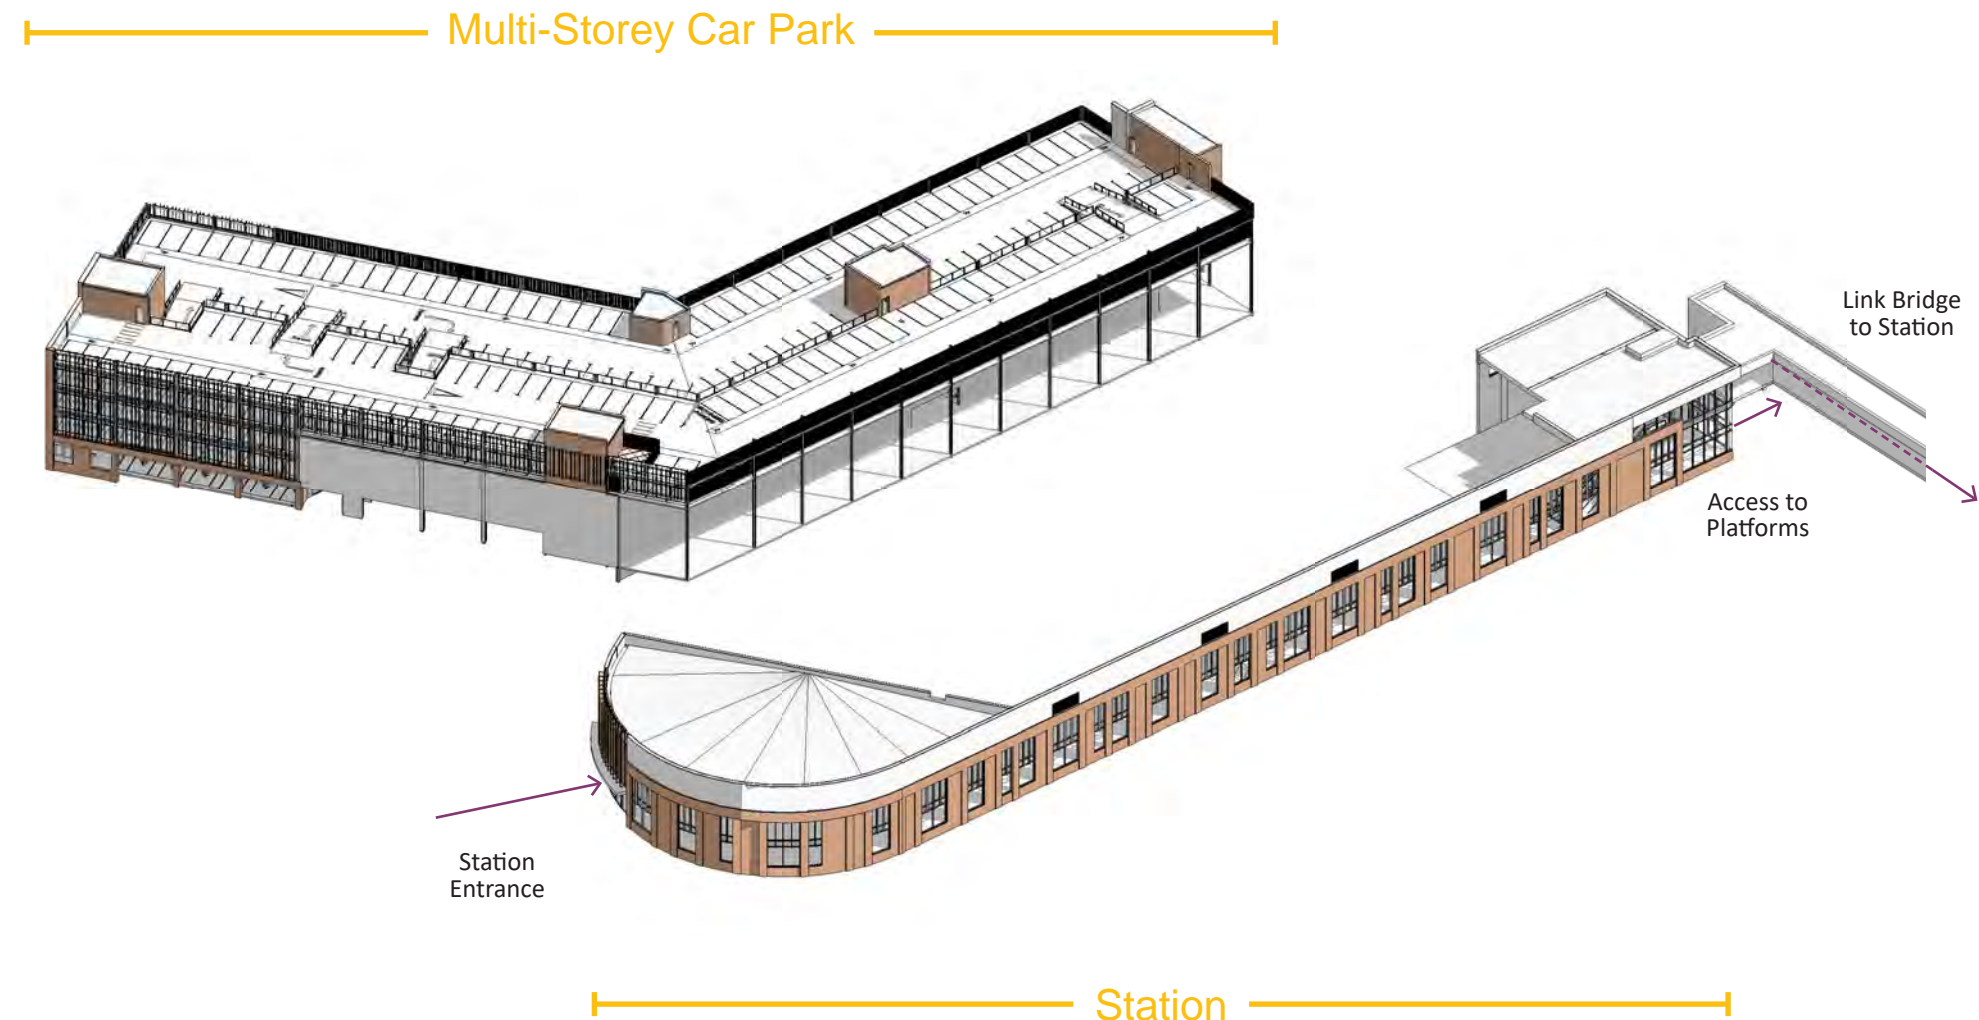 Multi-Storey Car Park
Link Bridge
to Station
Access to
Platforms
Station
Entrance
Station